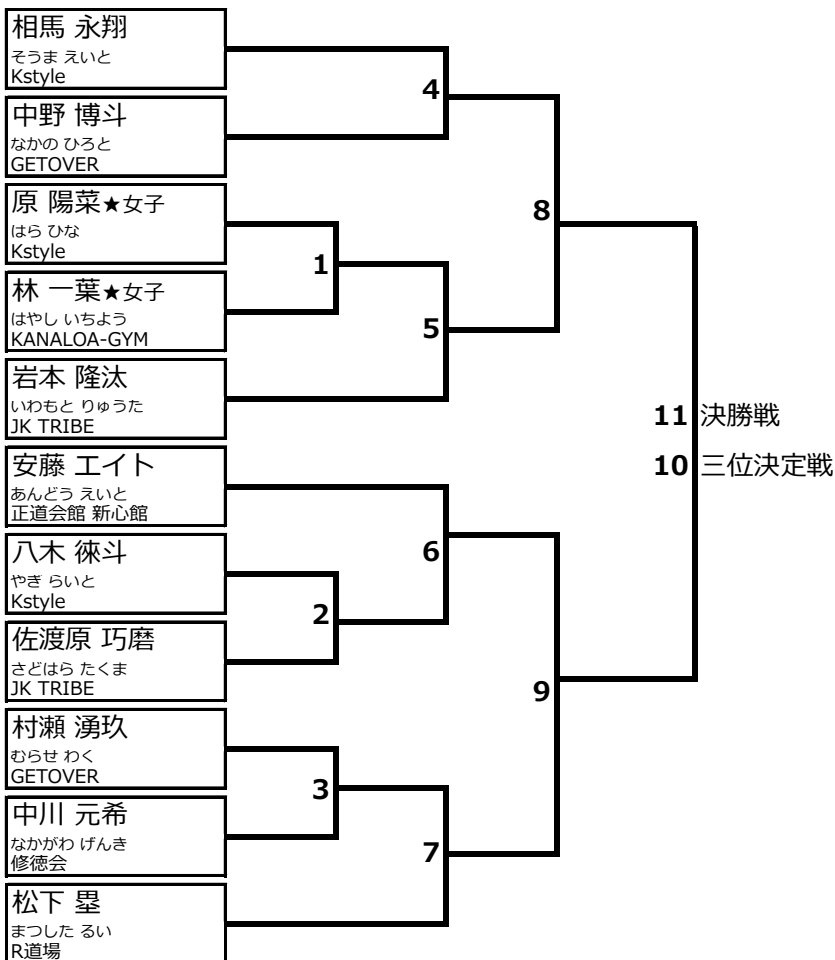 相馬 永翔
そうま えいと
Kstyle
4
中野 博斗
なかの ひろと
GETOVER
原 陽菜★女子
はら ひな
Kstyle
8
1
林 一葉★女子
はやし いちよう
KANALOA-GYM
5
岩本 隆汰
いわもと りゅうた
JK TRIBE
11 決勝戦
10 三位決定戦
安藤 エイト
あんどう えいと
正道会館 新心館
6
八木 徠斗
やぎ らいと
Kstyle
2
佐渡原 巧磨
さどはら たくま
JK TRIBE
9
村瀬 湧玖
むらせ わく
GETOVER
3
中川 元希
なかがわ げんき
修徳会
7
松下 塁
まつした るい
R道場